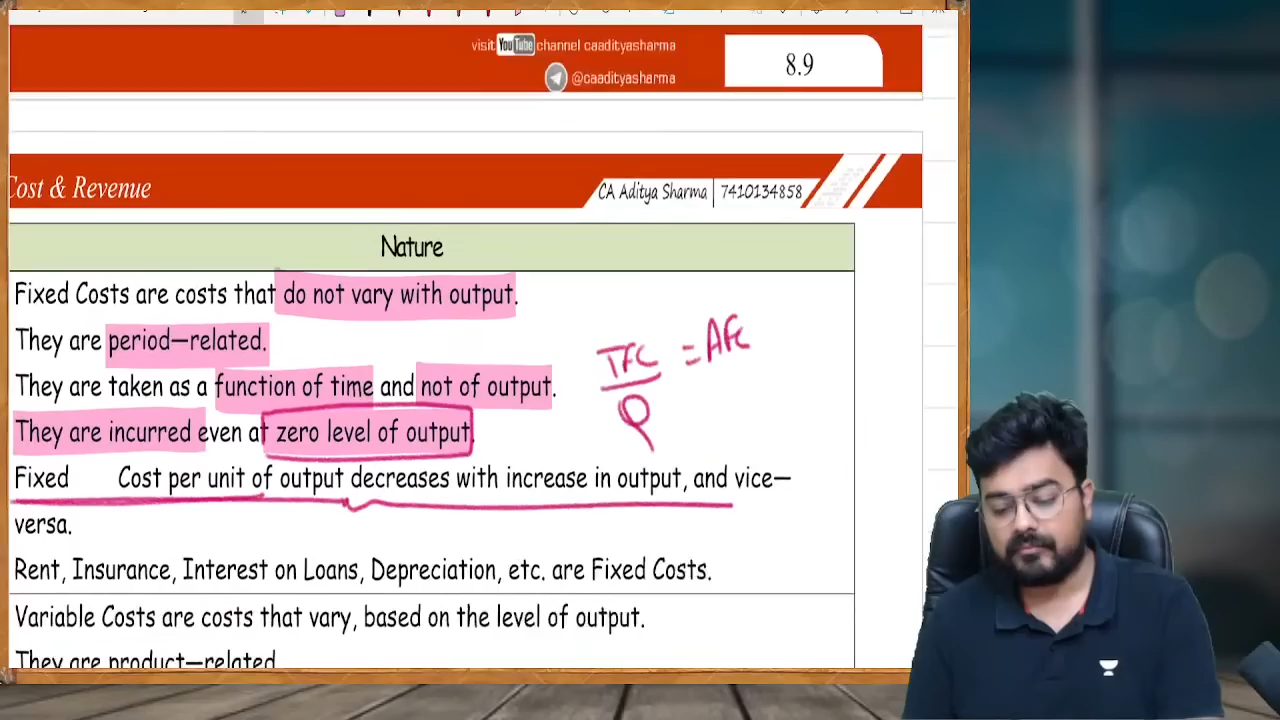 visit YouTube channel caadityasharma
@caadityasharma
8.9
Cost & Revenue
CA Aditya Sharma | 7410134858
Nature
Fixed Costs are costs that do not vary with output.
They are period—related.
They are taken as a function of time and not of output.
They are incurred even at zero level of output.
TFC = AFC
Q
Fixed Cost per unit of output decreases with increase in output, and vice—
versa.
Rent, Insurance, Interest on Loans, Depreciation, etc. are Fixed Costs.
Variable Costs are costs that vary, based on the level of output.
They are product—related